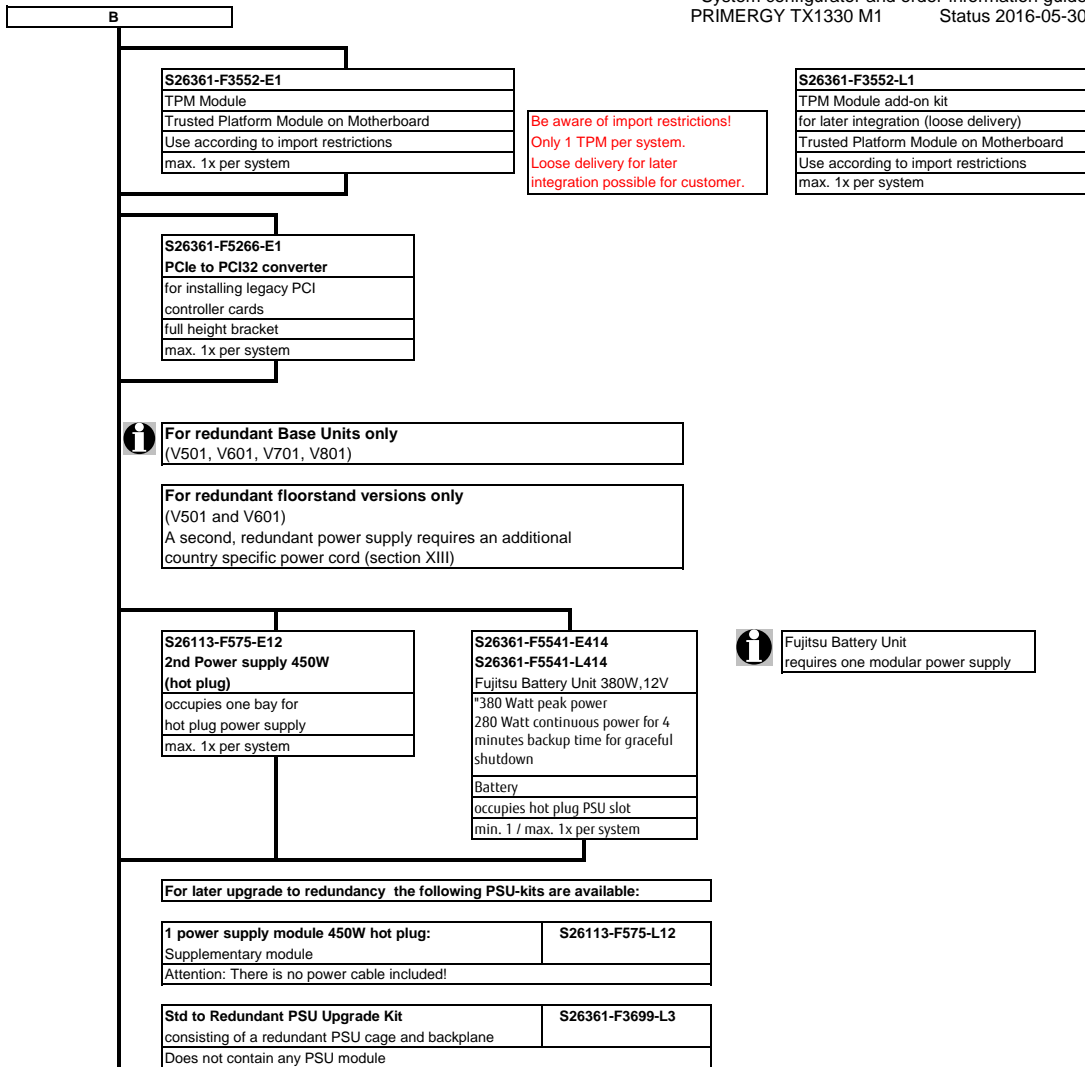 System configurator and order-information guide
PRIMERGY TX1330 M1 Status 2016-05-30
B
S26361-F3552-E1
TPM Module
Trusted Platform Module on Motherboard
Use according to import restrictions
max. 1x per system
Be aware of import restrictions!
Only 1 TPM per system.
Loose delivery for later
integration possible for customer.
S26361-F3552-L1
TPM Module add-on kit
for later integration (loose delivery)
Trusted Platform Module on Motherboard
Use according to import restrictions
max. 1x per system
S26361-F5266-E1
PCIe to PCI32 converter
for installing legacy PCI
controller cards
full height bracket
max. 1x per system
For redundant Base Units only
(V501, V601, V701, V801)
For redundant floorstand versions only
(V501 and V601)
A second, redundant power supply requires an additional
country specific power cord (section XIII)
S26113-F575-E12
2nd Power supply 450W
(hot plug)
occupies one bay for
hot plug power supply
max. 1x per system
S26361-F5541-E414
S26361-F5541-L414
Fujitsu Battery Unit 380W,12V
"380 Watt peak power
280 Watt continuous power for 4
minutes backup time for graceful
shutdown
Battery
occupies hot plug PSU slot
min. 1 / max. 1x per system
Fujitsu Battery Unit
requires one modular power supply
For later upgrade to redundancy the following PSU-kits are available:
1 power supply module 450W hot plug: S26113-F575-L12
Supplementary module
Attention: There is no power cable included!
Std to Redundant PSU Upgrade Kit S26361-F3699-L3
consisting of a redundant PSU cage and backplane
Does not contain any PSU module